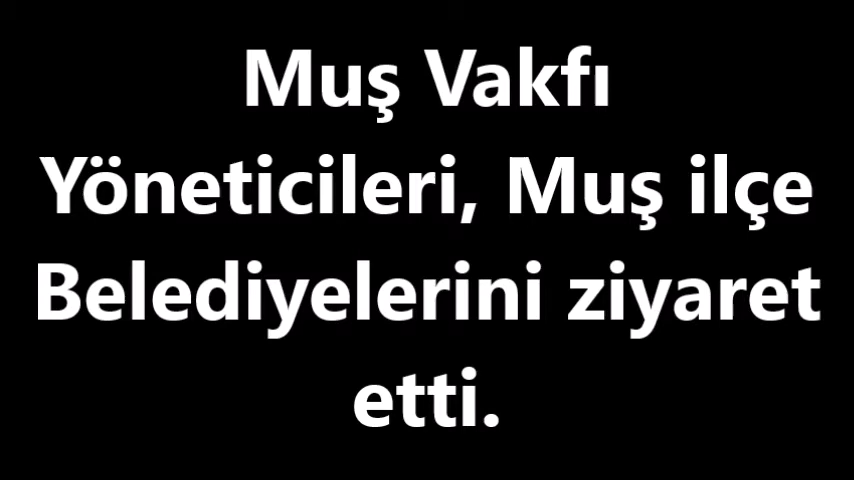 Muş Vakfı
Yöneticileri, Muş ilçe
Belediyelerini ziyaret
etti.